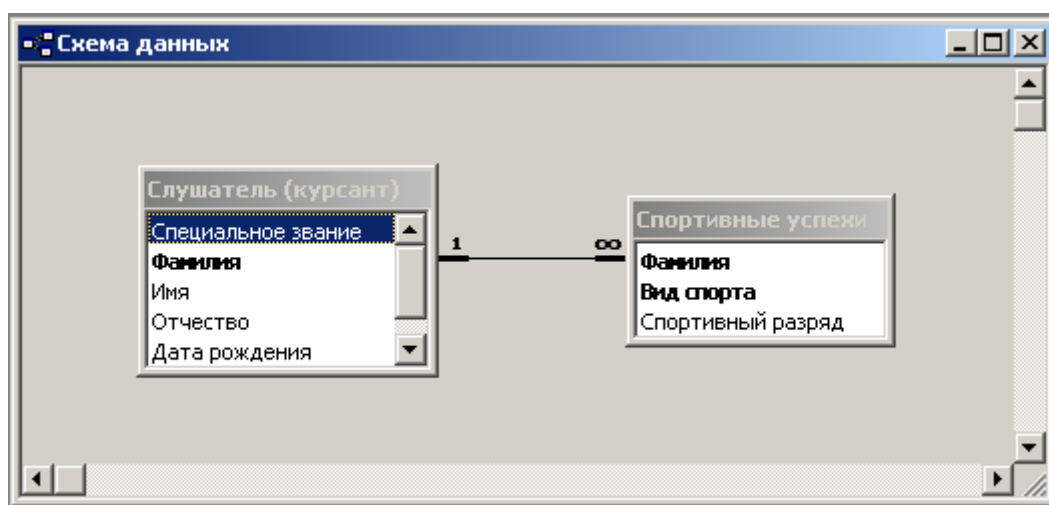 Схема данных
Слушатель (курсант)
Специальное звание
Фамилия
Имя
Отчество
Дата рождения
1
∞
Спортивные успехи
Фамилия
Вид спорта
Спортивный разряд